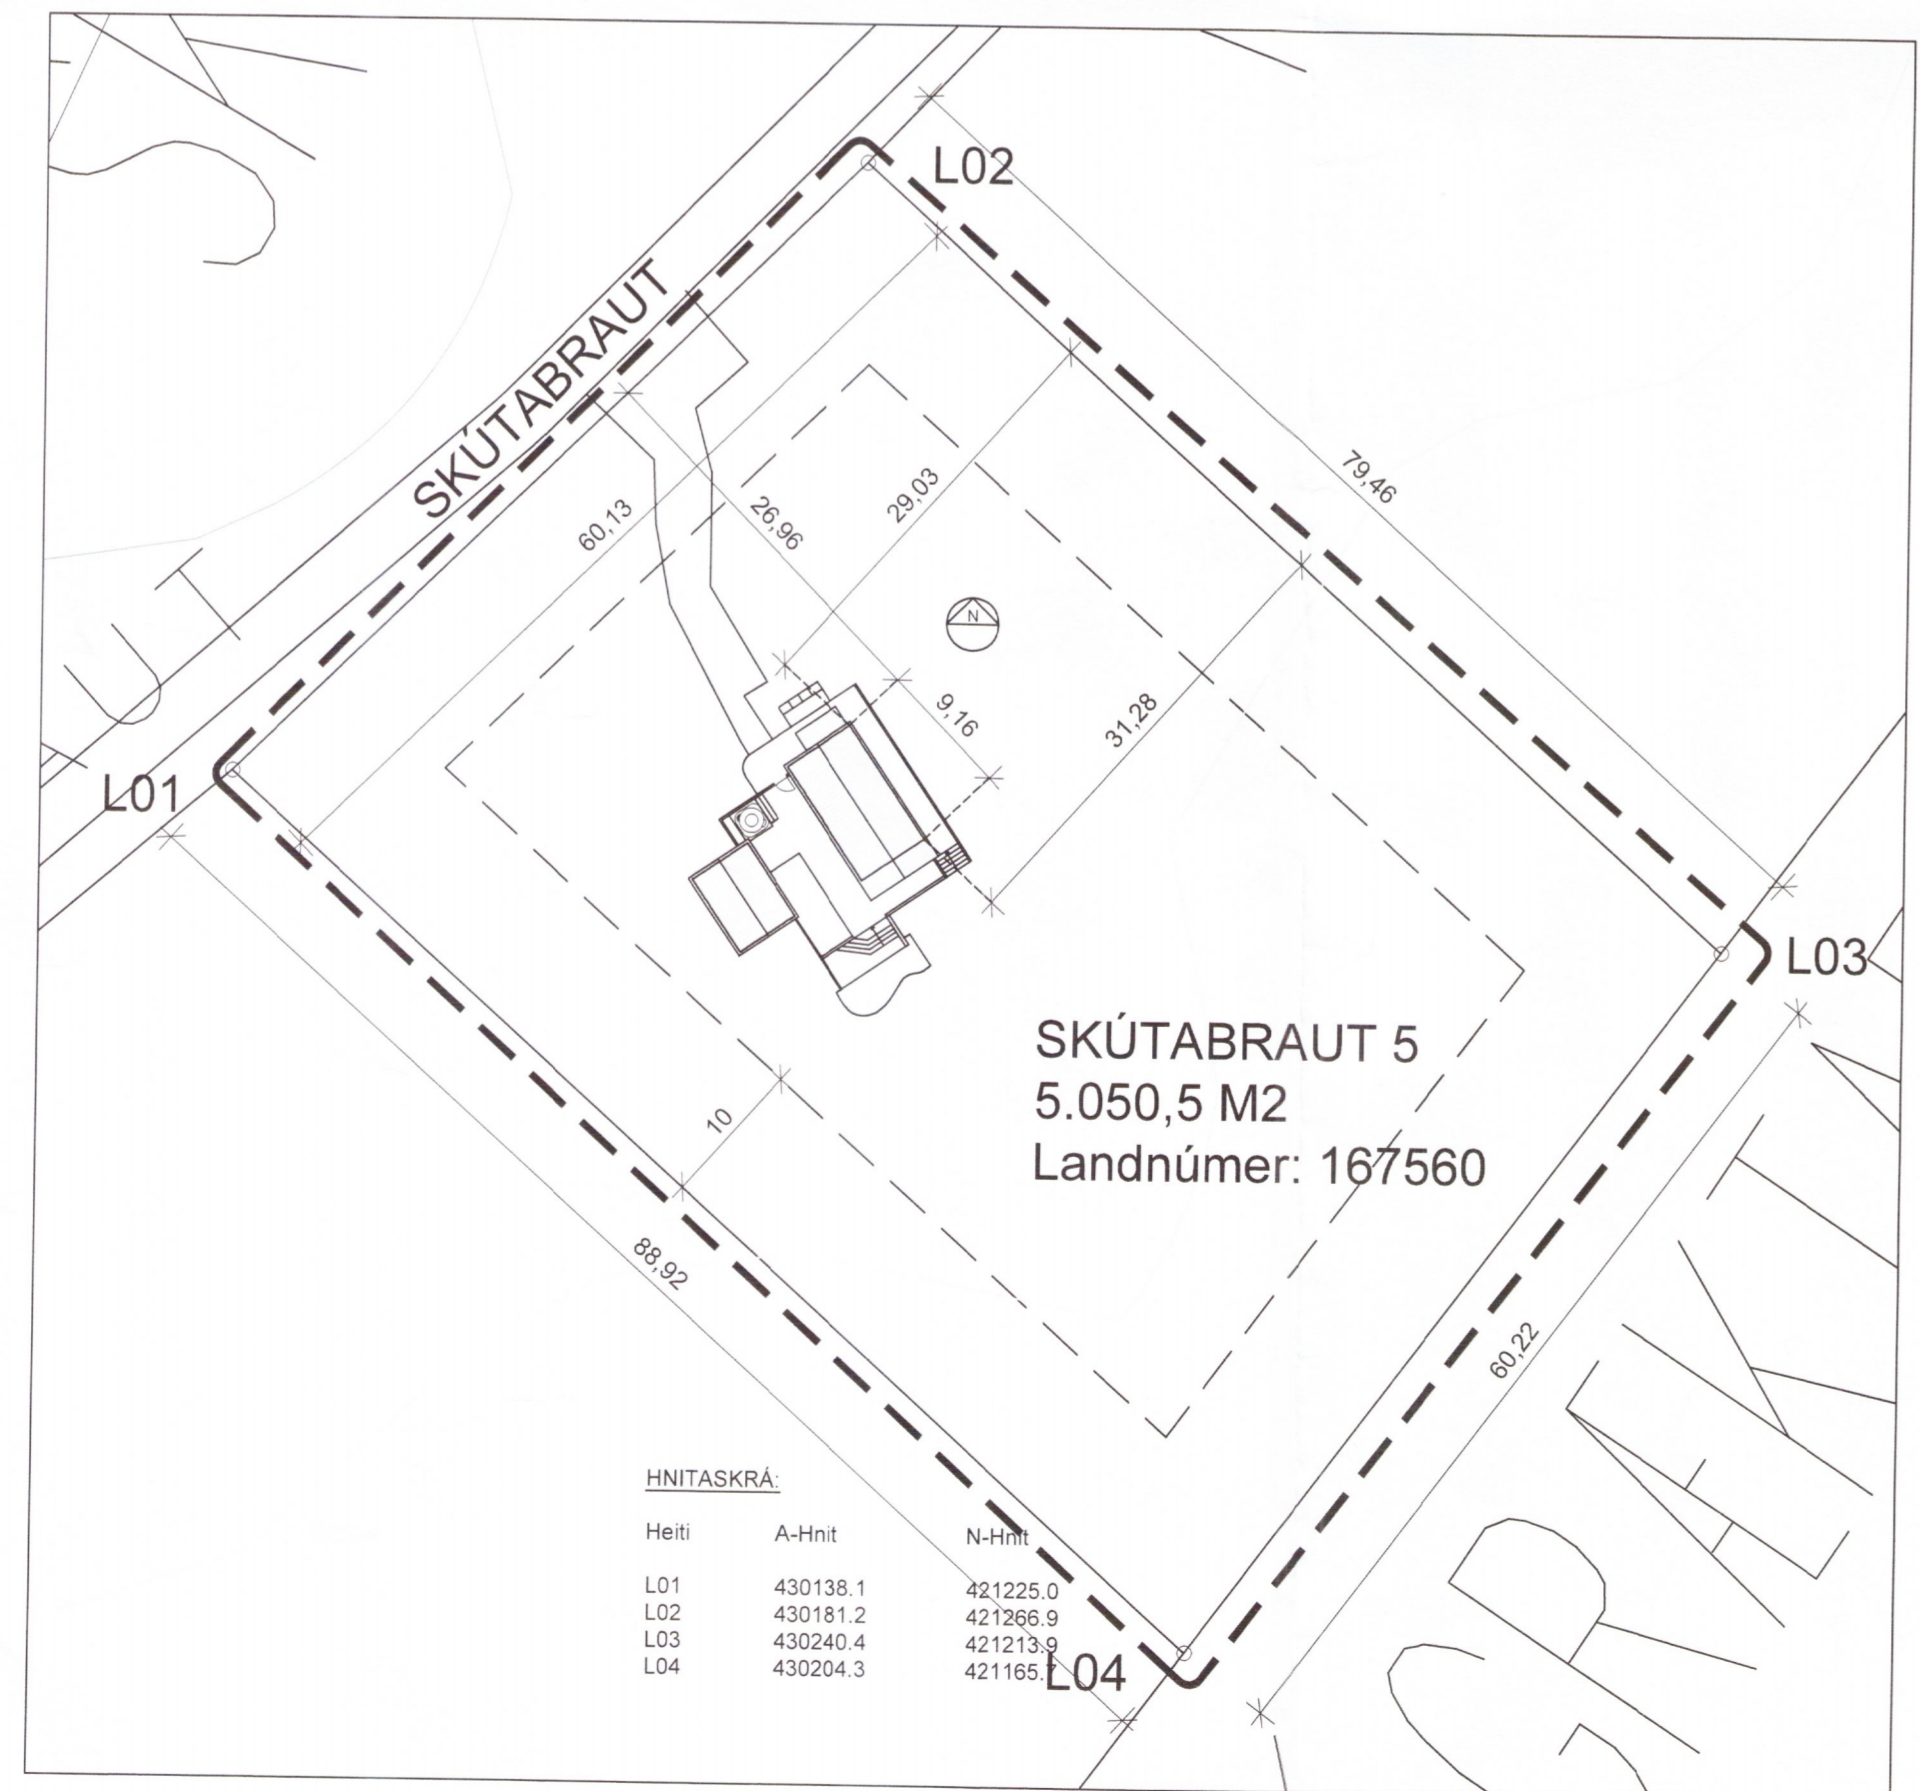 L02
SKÚTABRAUT
79,46
60,13
26,96
29,03
N
9,16
31,28
L01
L03
SKÚTABRAUT 5
5.050,5 M2
Landnúmer: 167560
10
88,92
60,22
HNITASKRÁ:
Heiti A-Hnit N-Hnit
L01 430138.1 421225.0
L02 430181.2 421266.9
L03 430240.4 421213.9
L04 430204.3
L04